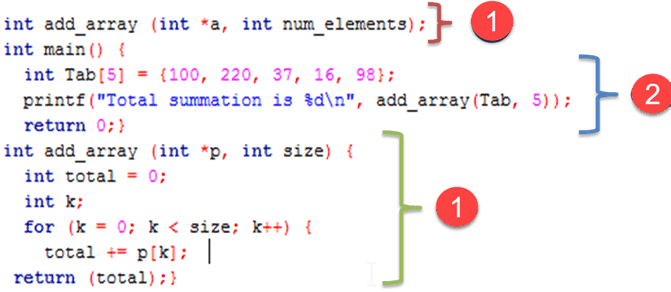 int add_array (int *a, int num_elements);
1
int main() {
int Tab[5] = {100, 220, 37, 16, 98};
printf("Total summation is %d\n", add_array(Tab, 5));
2
return 0;}
int add_array (int *p, int size) {
int total = 0;
int k;
1
for (k = 0; k < size; k++) {
total += p[k];
return (total);}